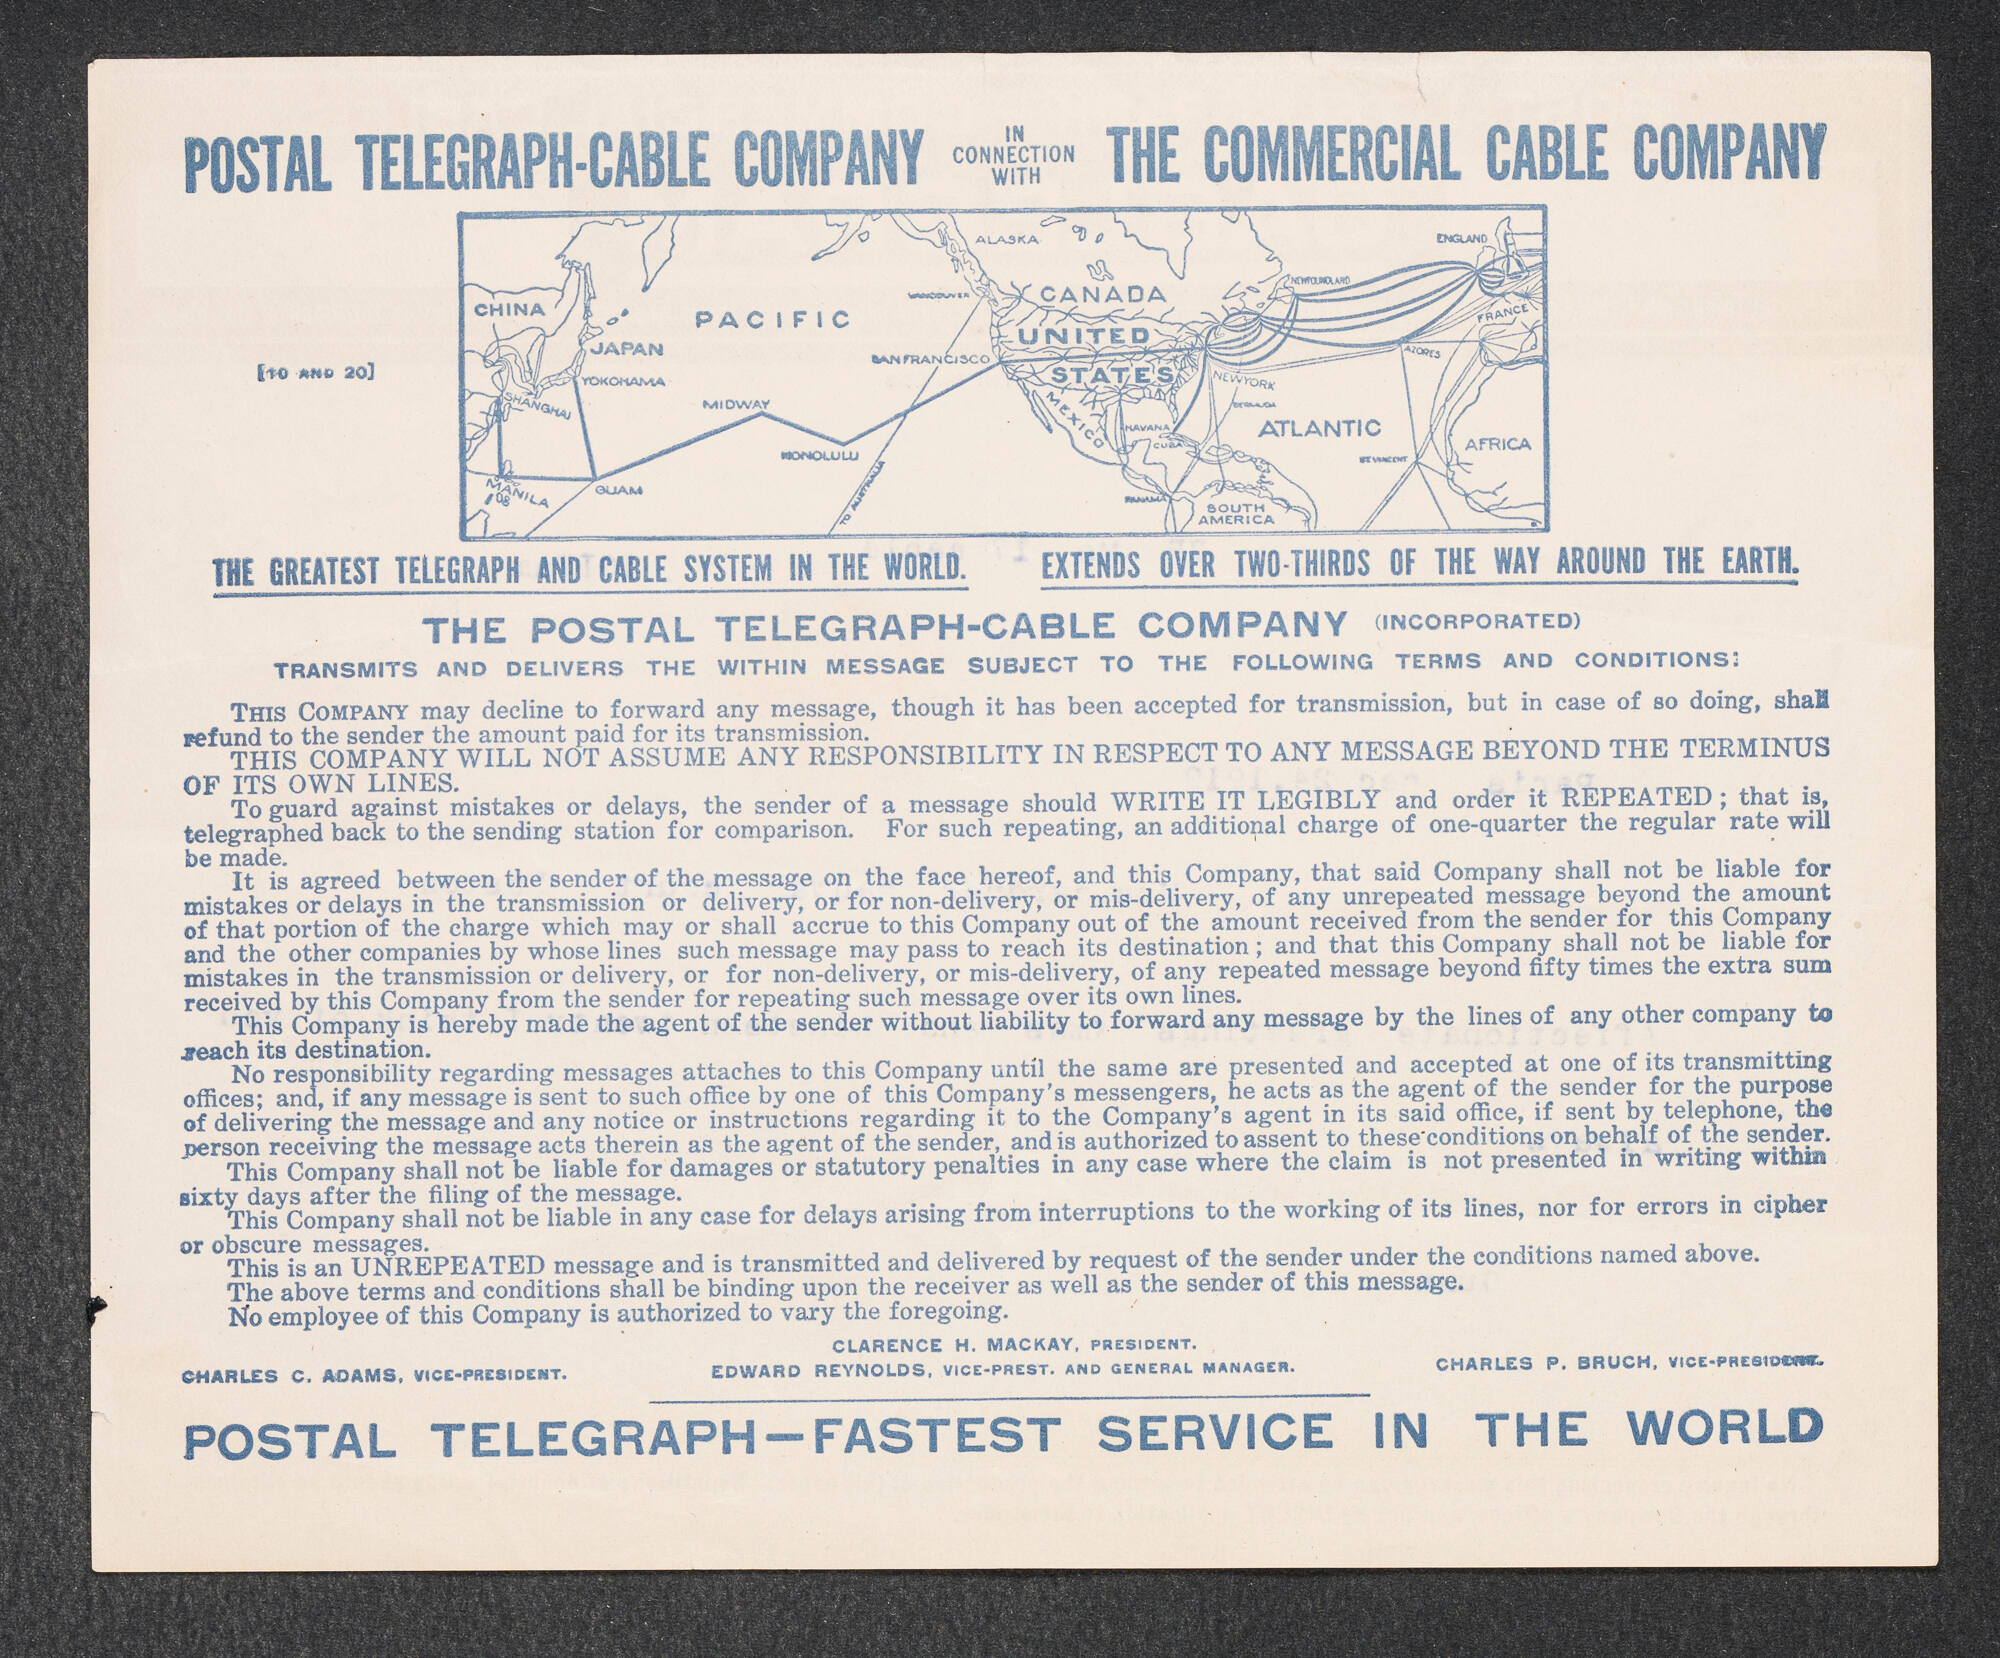 POSTAL TELEGRAPH-CABLE COMPANY IN CONNECTION WITH THE COMMERCIAL CABLE COMPANY
ALASKA
ENGLAND
NEWFOUNDLAND
VANCOUVER
CANADA
CHINA
PACIFIC
FRANCE
UNITED
JAPAN
SAN FRANCISCO
AZORES
[10 AND 20]
STATES
NEW YORK
YOKOHAMA
SHANGHAI
MIDWAY
MEXICO
BERMUDA
HAVANA
ATLANTIC
CUBA
AFRICA
HONOLULU
ST VINCENT
MANILA
GUAM
TO AUSTRALIA
PANAMA
SOUTH
AMERICA
THE GREATEST TELEGRAPH AND CABLE SYSTEM IN THE WORLD. EXTENDS OVER TWO-THIRDS OF THE WAY AROUND THE EARTH.
THE POSTAL TELEGRAPH-CABLE COMPANY (INCORPORATED)
TRANSMITS AND DELIVERS THE WITHIN MESSAGE SUBJECT TO THE FOLLOWING TERMS AND CONDITIONS:
THIS COMPANY may decline to forward any message, though it has been accepted for transmission, but in case of so doing, shall
refund to the sender the amount paid for its transmission.
THIS COMPANY WILL NOT ASSUME ANY RESPONSIBILITY IN RESPECT TO ANY MESSAGE BEYOND THE TERMINUS
OF ITS OWN LINES.
To guard against mistakes or delays, the sender of a message should WRITE IT LEGIBLY and order it REPEATED; that is,
telegraphed back to the sending station for comparison. For such repeating, an additional charge of one-quarter the regular rate will
be made.
It is agreed between the sender of the message on the face hereof, and this Company, that said Company shall not be liable for
mistakes or delays in the transmission or delivery, or for non-delivery, or mis-delivery, of any unrepeated message beyond the amount
of that portion of the charge which may or shall accrue to this Company out of the amount received from the sender for this Company
and the other companies by whose lines such message may pass to reach its destination; and that this Company shall not be liable for
mistakes in the transmission or delivery, or for non-delivery, or mis-delivery, of any repeated message beyond fifty times the extra sum
received by this Company from the sender for repeating such message over its own lines.
This Company is hereby made the agent of the sender without liability to forward any message by the lines of any other company to
reach its destination.
No responsibility regarding messages attaches to this Company until the same are presented and accepted at one of its transmitting
offices; and, if any message is sent to such office by one of this Company's messengers, he acts as the agent of the sender for the purpose
of delivering the message and any notice or instructions regarding it to the Company's agent in its said office, if sent by telephone, the
person receiving the message acts therein as the agent of the sender, and is authorized to assent to these conditions on behalf of the sender.
This Company shall not be liable for damages or statutory penalties in any case where the claim is not presented in writing within
sixty days after the filing of the message.
This Company shall not be liable in any case for delays arising from interruptions to the working of its lines, nor for errors in cipher
or obscure messages.
This is an UNREPEATED message and is transmitted and delivered by request of the sender under the conditions named above.
The above terms and conditions shall be binding upon the receiver as well as the sender of this message.
No employee of this Company is authorized to vary the foregoing.
CLARENCE H. MACKAY, PRESIDENT.
CHARLES C. ADAMS, VICE-PRESIDENT. EDWARD REYNOLDS, VICE-PREST. AND GENERAL MANAGER. CHARLES P. BRUCH, VICE-PRESIDENT.
POSTAL TELEGRAPH—FASTEST SERVICE IN THE WORLD